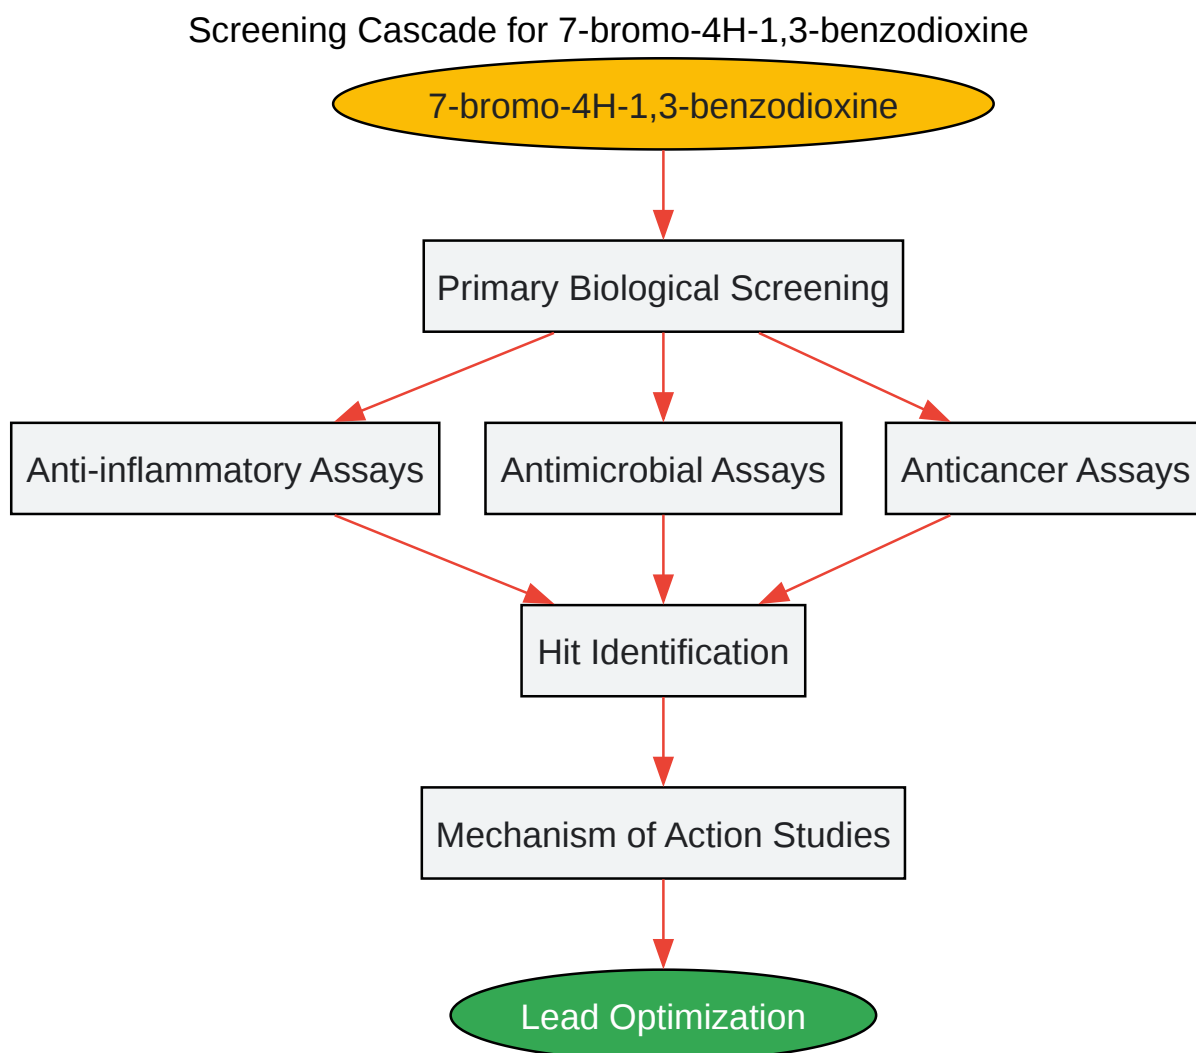 Screening Cascade for 7-bromo-4H-1,3-benzodioxine
7-bromo-4H-1,3-benzodioxine
Primary Biological Screening
Anti-inflammatory Assays
Antimicrobial Assays
Anticancer Assays
Hit Identification
Mechanism of Action Studies
Lead Optimization